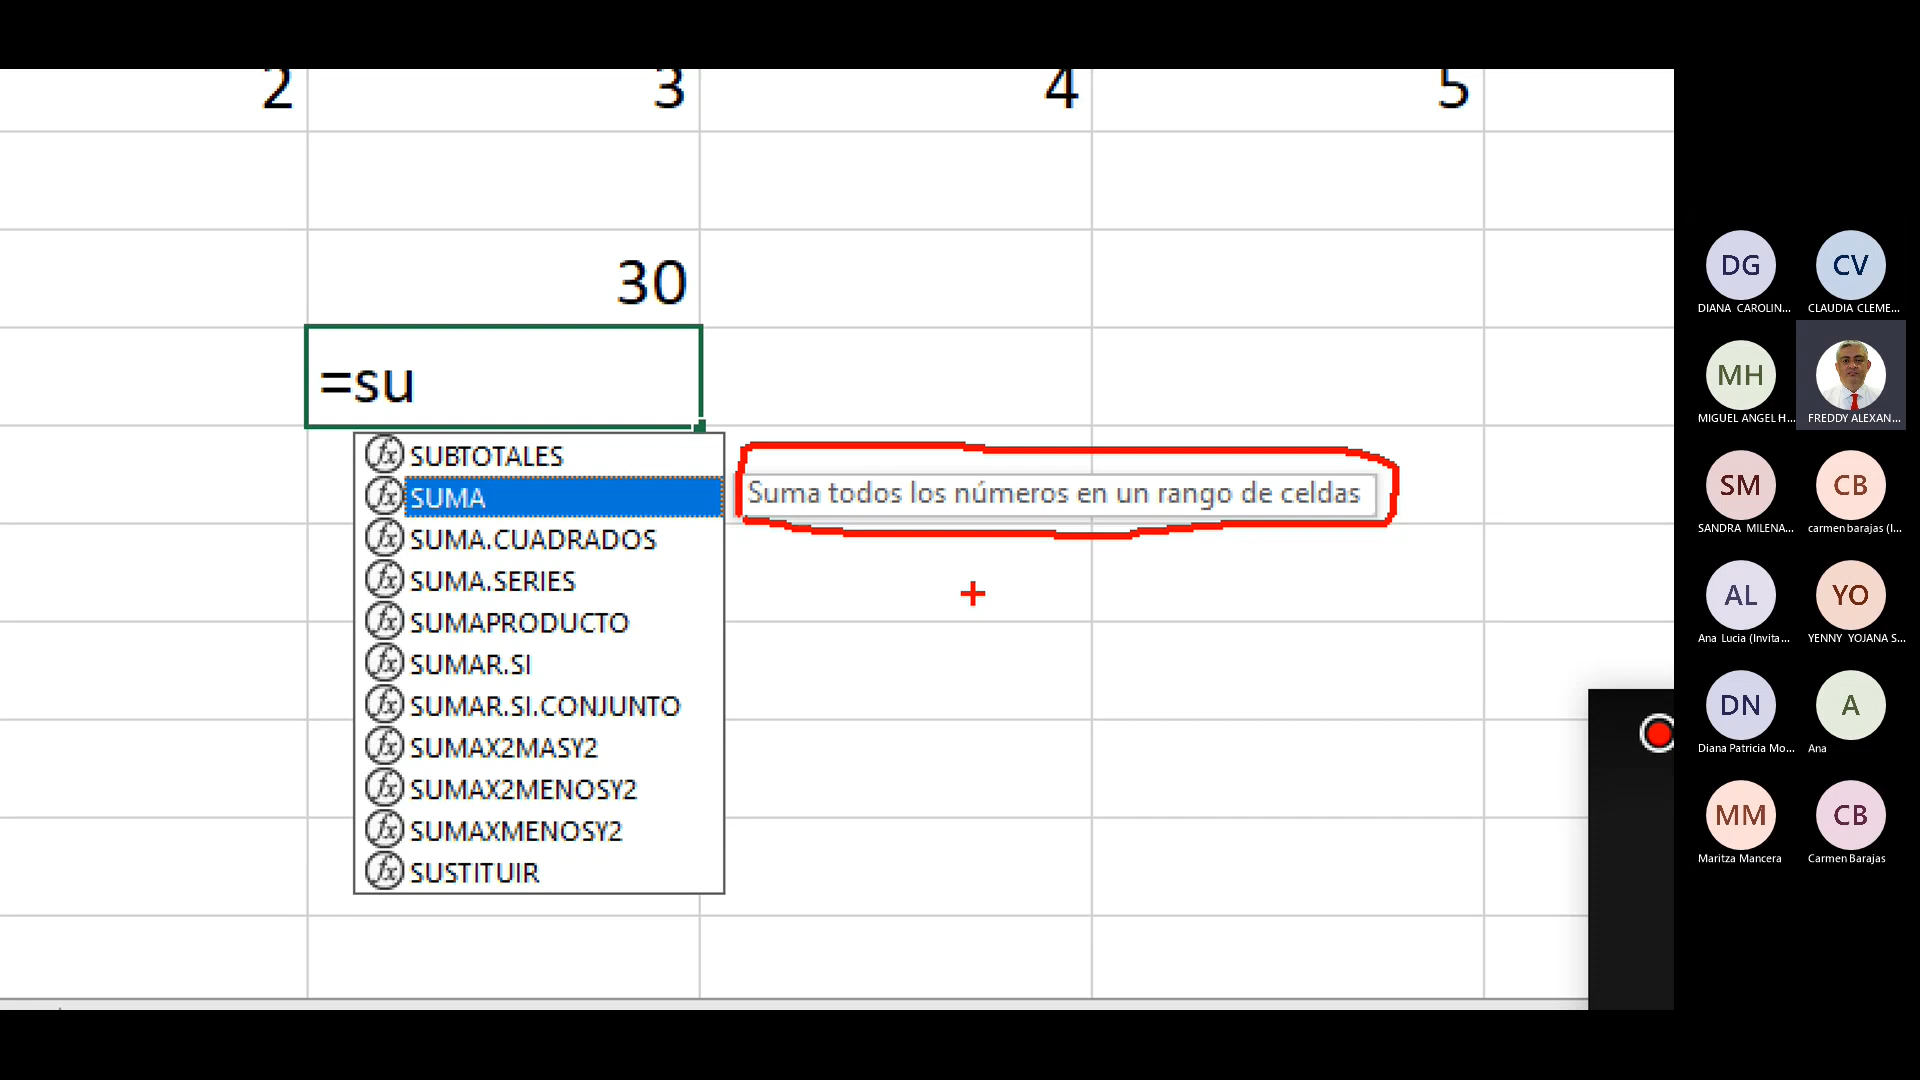 2 3 4 5
30
=su
SUBTOTALES
SUMA
Suma todos los números en un rango de celdas
SUMA.CUADRADOS
SUMA.SERIES
SUMAPRODUCTO
SUMAR.SI
SUMAR.SI.CONJUNTO
SUMAX2MASY2
SUMAX2MENOSY2
SUMAXMENOSY2
SUSTITUIR
DG CV
DIANA CAROLIN... CLAUDIA CLEME...
MH
MIGUEL ANGEL H... FREDDY ALEXAN...
SM CB
SANDRA MILENA... carmen barajas (I...
AL YO
Ana Lucia (Invita... YENNY YOJANA S...
DN A
Diana Patricia Mo... Ana
MM CB
Maritza Mancera Carmen Barajas